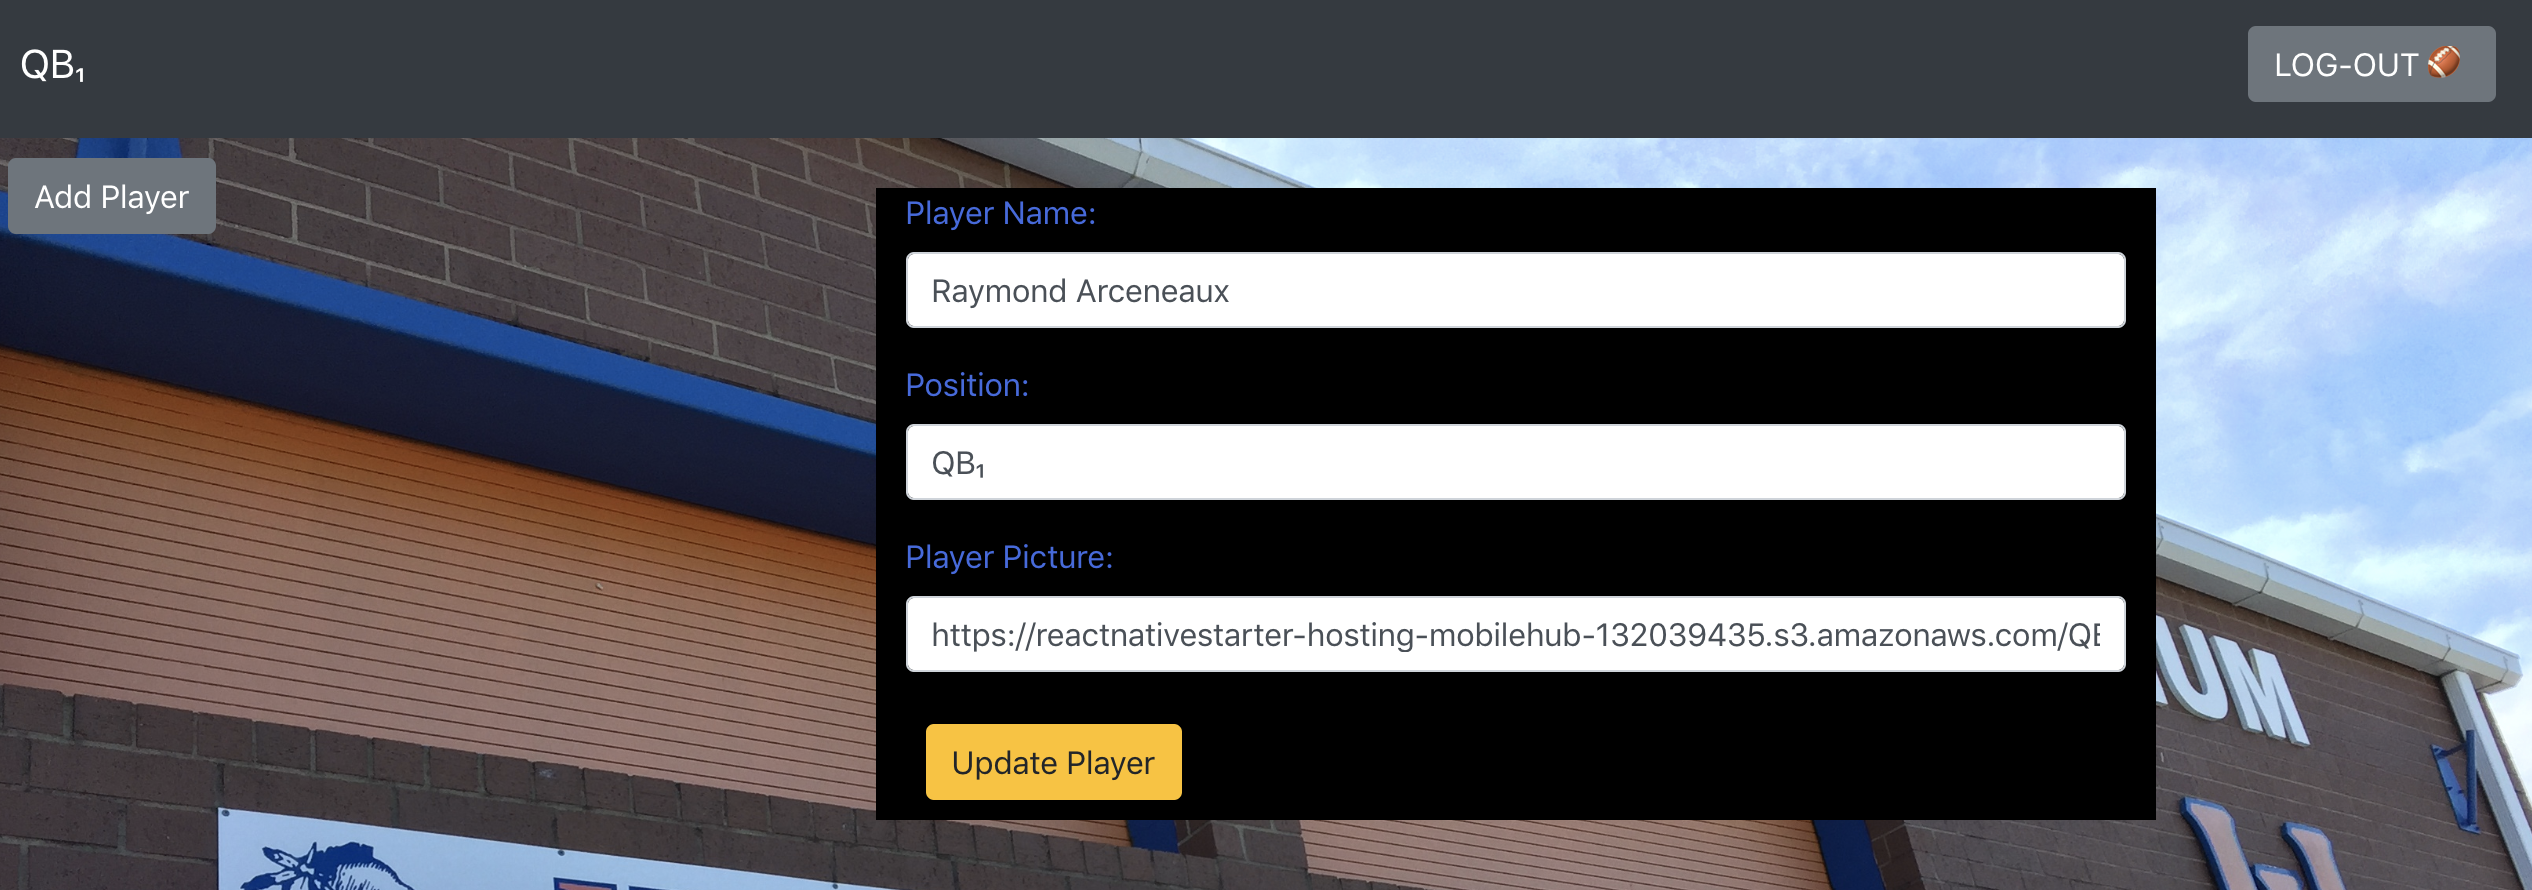 QB₁
LOG-OUT 🏈
Add Player
Player Name:
Raymond Arceneaux
Position:
QB₁
Player Picture:
https://reactnativestarter-hosting-mobilehub-132039435.s3.amazonaws.com/QB
Update Player
UM